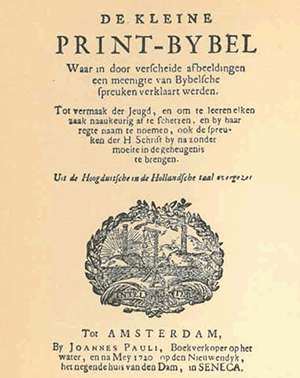 DE KLEINE
PRINT-BYBEL
Waar in door verscheide afbeeldingen
een meenigte van Bybelsche
spreuken verklaart werden.
Tot vermaak der Jeugd, en om te leeren elken
zaak naaukeurig af te schetzen, en by haar
regte naam te noemen, ook de spreu-
ken der H. Schrift by na zonder
moeite in de geheugenis
te brengen.
Uit de Hoogduitsche in de Hollandsche taal overgezet
Tot AMSTERDAM,
By JOANNES PAULI, Boekverkoper op het
water, en na Mey 1720 op den Nieuwendyk,
het negende huis van den Dam, in SENECA.